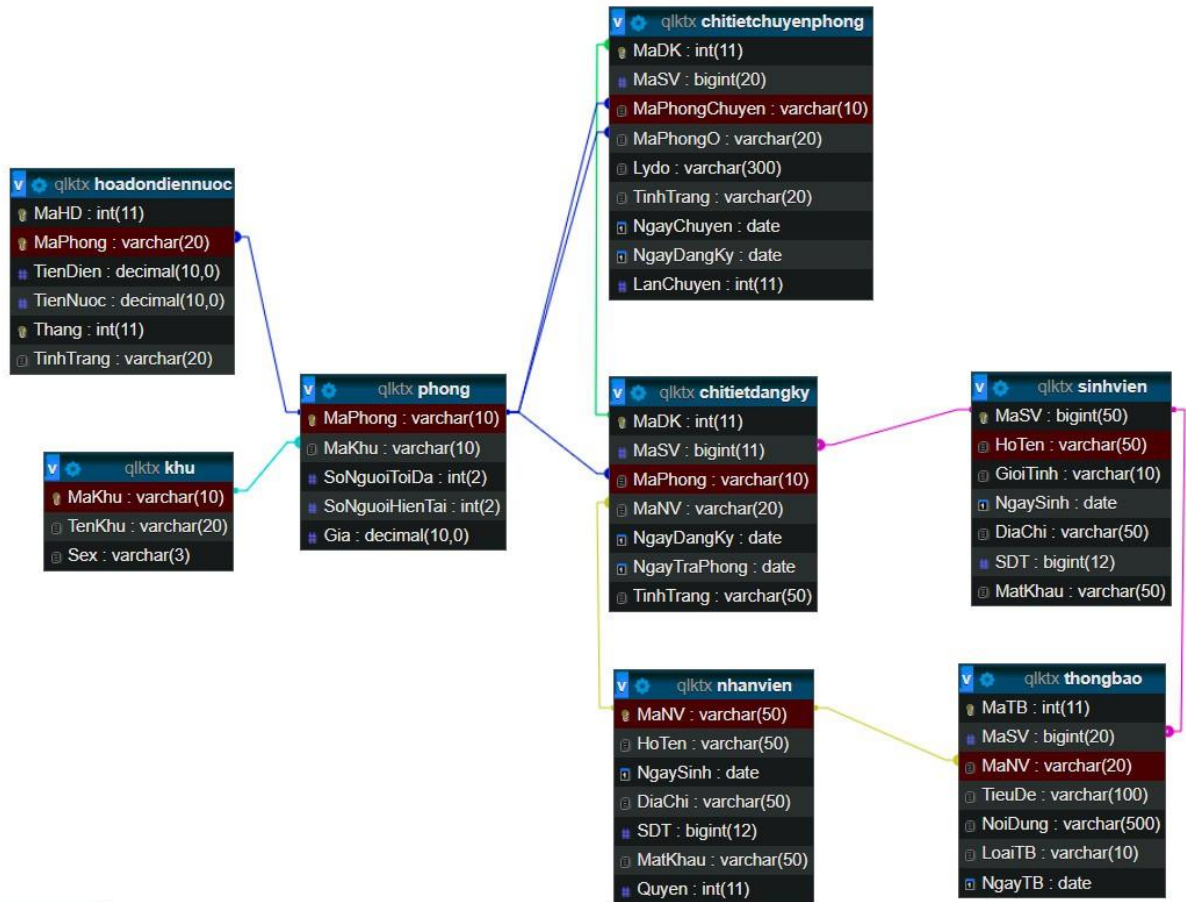 v qlktx chitietchuyenphong
MaDK : int(11)
MaSV : bigint(20)
MaPhongChuyen : varchar(10)
MaPhongO : varchar(20)
Lydo : varchar(300)
TinhTrang : varchar(20)
NgayChuyen : date
NgayDangKy : date
LanChuyen : int(11)
v qlktx hoadondiennuoc
MaHD : int(11)
MaPhong : varchar(20)
TienDien : decimal(10,0)
TienNuoc : decimal(10,0)
Thang : int(11)
TinhTrang : varchar(20)
v qlktx phong
MaPhong : varchar(10)
MaKhu : varchar(10)
SoNguoiToiDa : int(2)
SoNguoiHienTai : int(2)
Gia : decimal(10,0)
v qlktx khu
MaKhu : varchar(10)
TenKhu : varchar(20)
Sex : varchar(3)
v qlktx chitietdangky
MaDK : int(11)
MaSV : bigint(11)
MaPhong : varchar(10)
MaNV : varchar(20)
NgayDangKy : date
NgayTraPhong : date
TinhTrang : varchar(50)
v qlktx sinhvien
MaSV : bigint(50)
HoTen : varchar(50)
GioiTinh : varchar(10)
NgaySinh : date
DiaChi : varchar(50)
SDT : bigint(12)
MatKhau : varchar(50)
v qlktx nhanvien
MaNV : varchar(50)
HoTen : varchar(50)
NgaySinh : date
DiaChi : varchar(50)
SDT : bigint(12)
MatKhau : varchar(50)
Quyen : int(11)
v qlktx thongbao
MaTB : int(11)
MaSV : bigint(20)
MaNV : varchar(20)
TieuDe : varchar(100)
NoiDung : varchar(500)
LoaiTB : varchar(10)
NgayTB : date